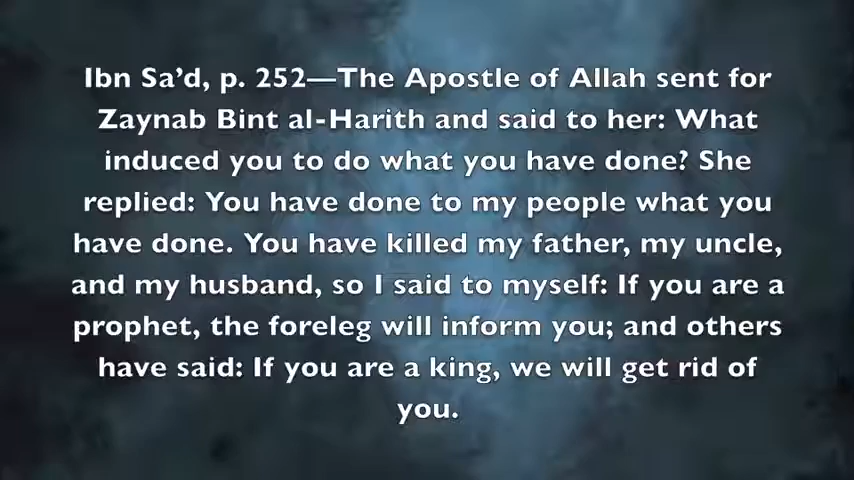 Ibn Sa’d, p. 252—The Apostle of Allah sent for
Zaynab Bint al-Harith and said to her: What
induced you to do what you have done? She
replied: You have done to my people what you
have done. You have killed my father, my uncle,
and my husband, so I said to myself: If you are a
prophet, the foreleg will inform you; and others
have said: If you are a king, we will get rid of
you.